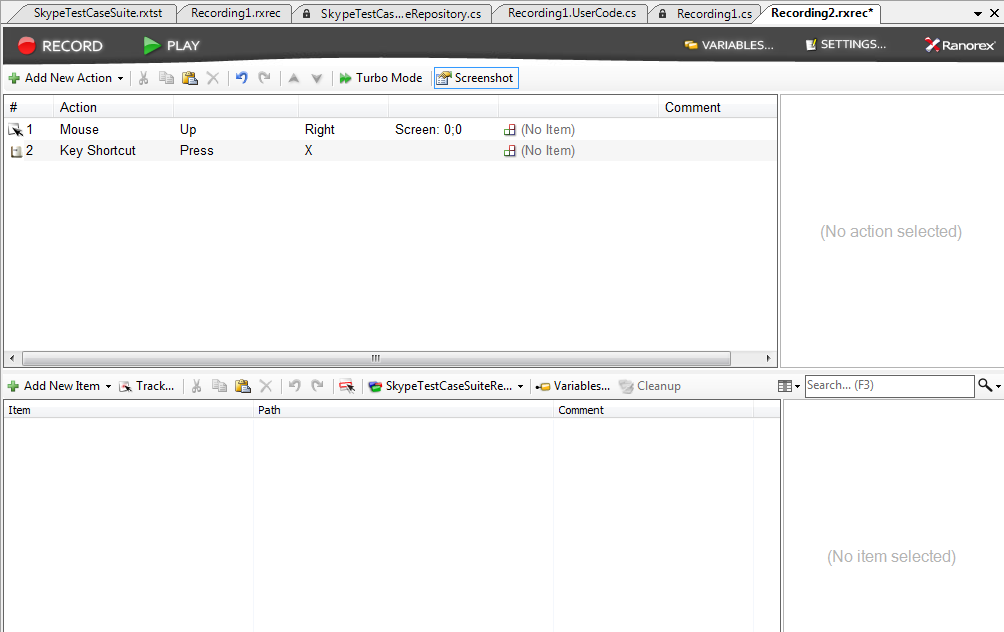 SkypeTestCaseSuite.rxtst Recording1.rxrec SkypeTestCas...eRepository.cs Recording1.UserCode.cs Recording1.cs Recording2.rxrec*
RECORD PLAY VARIABLES... SETTINGS... Ranorex
Add New Action Turbo Mode Screenshot
# Action Comment
1 Mouse Up Right Screen: 0;0 (No Item)
2 Key Shortcut Press X (No Item)
(No action selected)
Add New Item Track... SkypeTestCaseSuiteRe... Variables... Cleanup Search... (F3)
Item Path Comment
(No item selected)